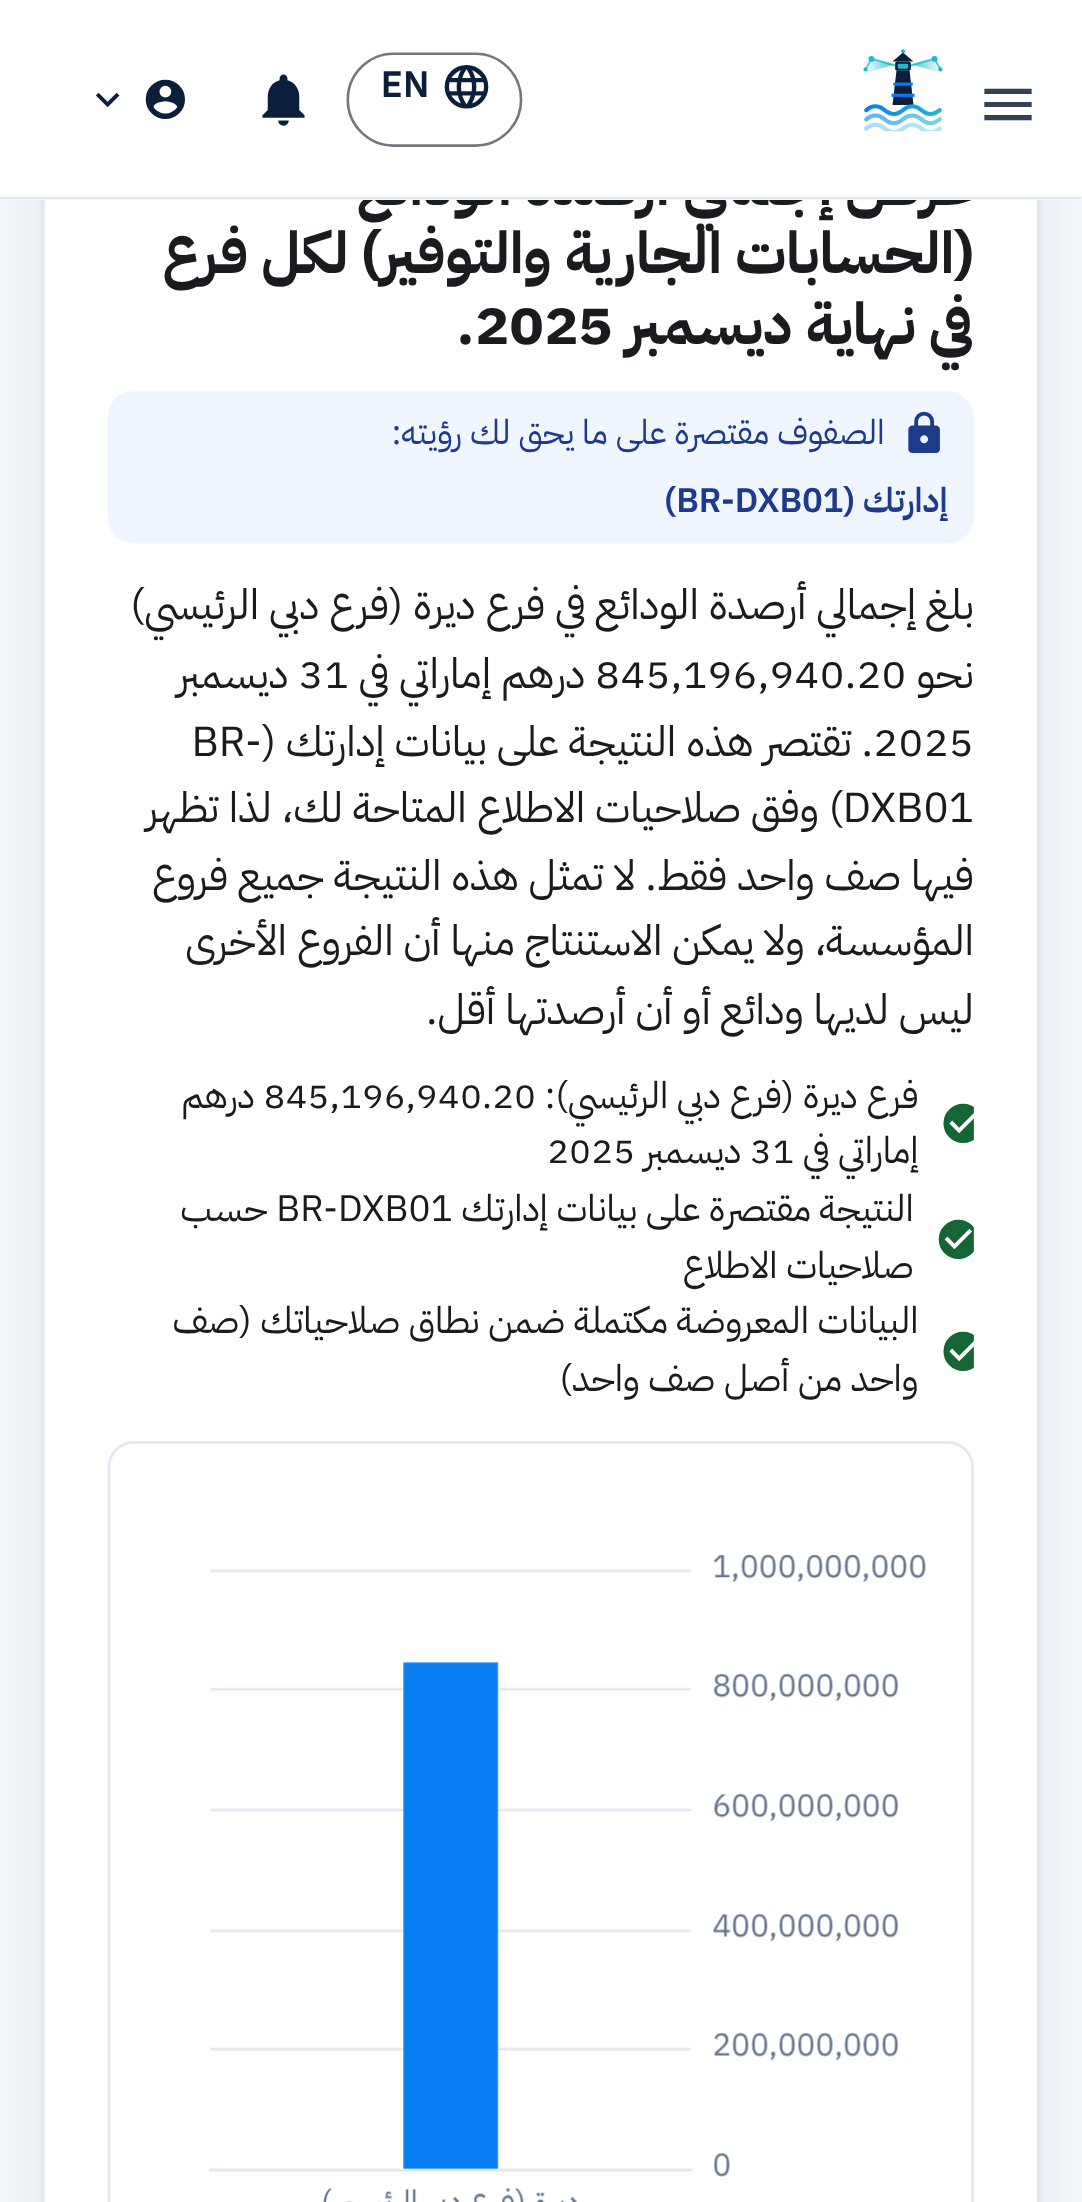 EN
(الحسابات الجارية والتوفير) لكل فرع
في نهاية ديسمبر 2025.
الصفوف مقتصرة على ما يحق لك رؤيته:
إدارتك (BR-DXB01)
بلغ إجمالي أرصدة الودائع في فرع ديرة (فرع دبي الرئيسي)
نحو 845,196,940.20 درهم إماراتي في 31 ديسمبر
2025. تقتصر هذه النتيجة على بيانات إدارتك (BR-
DXB01) وفق صلاحيات الاطلاع المتاحة لك، لذا تظهر
فيها صف واحد فقط. لا تمثل هذه النتيجة جميع فروع
المؤسسة، ولا يمكن الاستنتاج منها أن الفروع الأخرى
ليس لديها ودائع أو أن أرصدتها أقل.
فرع ديرة (فرع دبي الرئيسي): 845,196,940.20 درهم
إماراتي في 31 ديسمبر 2025
النتيجة مقتصرة على بيانات إدارتك BR-DXB01 حسب
صلاحيات الاطلاع
البيانات المعروضة مكتملة ضمن نطاق صلاحياتك (صف
واحد من أصل صف واحد)
1,000,000,000
800,000,000
600,000,000
400,000,000
200,000,000
0